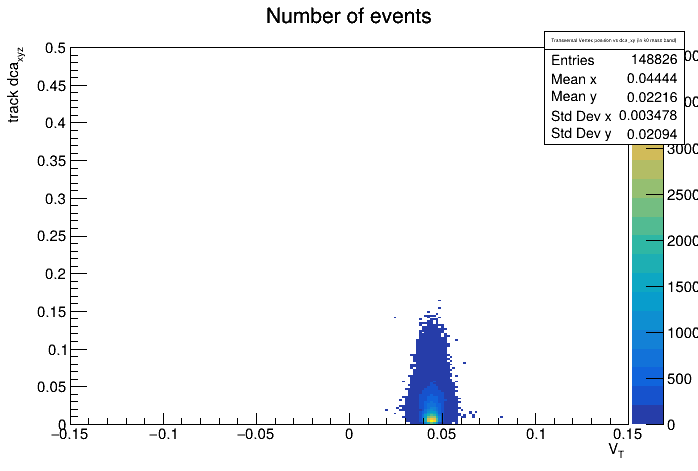 Number of events
Transversal Vertex position vs dca_xy (in k0 mass band)
Entries 148826
Mean x 0.04444
Mean y 0.02216
Std Dev x 0.003478
Std Dev y 0.02094
track dca_xyz
0.5
0.45
0.4
0.35
0.3
0.25
0.2
0.15
0.1
0.05
0
−0.15
−0.1
−0.05
0
0.05
0.1
0.15
V_T
3000
2500
2000
1500
1000
500
0